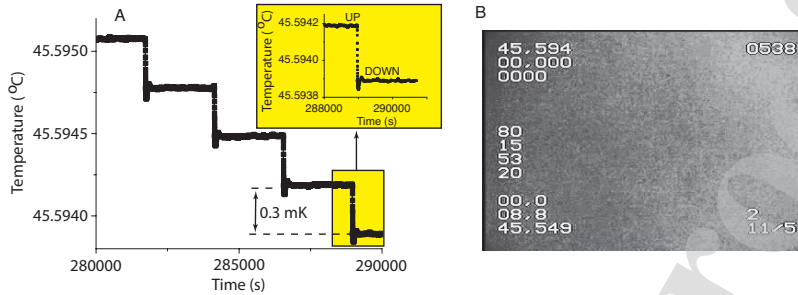 A
45.5950
45.5945
45.5940
Temperature (°C)
280000
285000
290000
Time (s)
0.3 mK
45.5942
45.5940
45.5938
Temperature (°C)
UP
DOWN
288000
290000
Time (s)
B
45.594 0538
00.000
0000
80
15
53
20
00.0
08.8 2
45.549 11/5